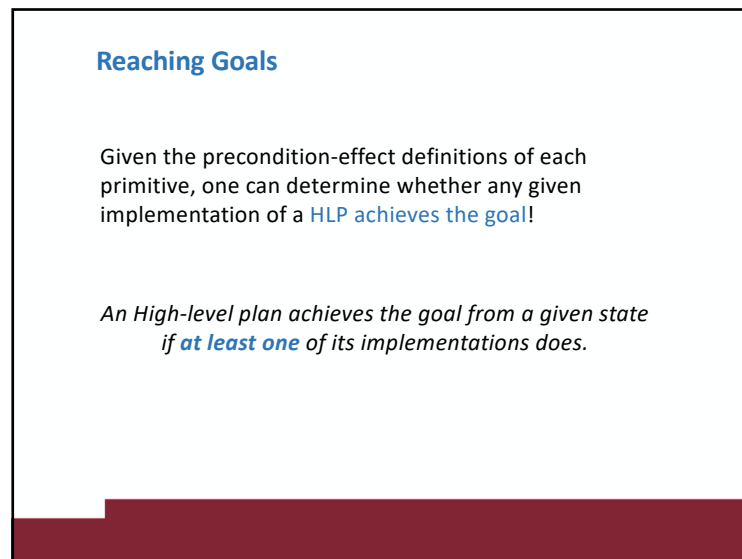 Reaching Goals
Given the precondition-effect definitions of each
primitive, one can determine whether any given
implementation of a HLP achieves the goal!
An High-level plan achieves the goal from a given state
if at least one of its implementations does.